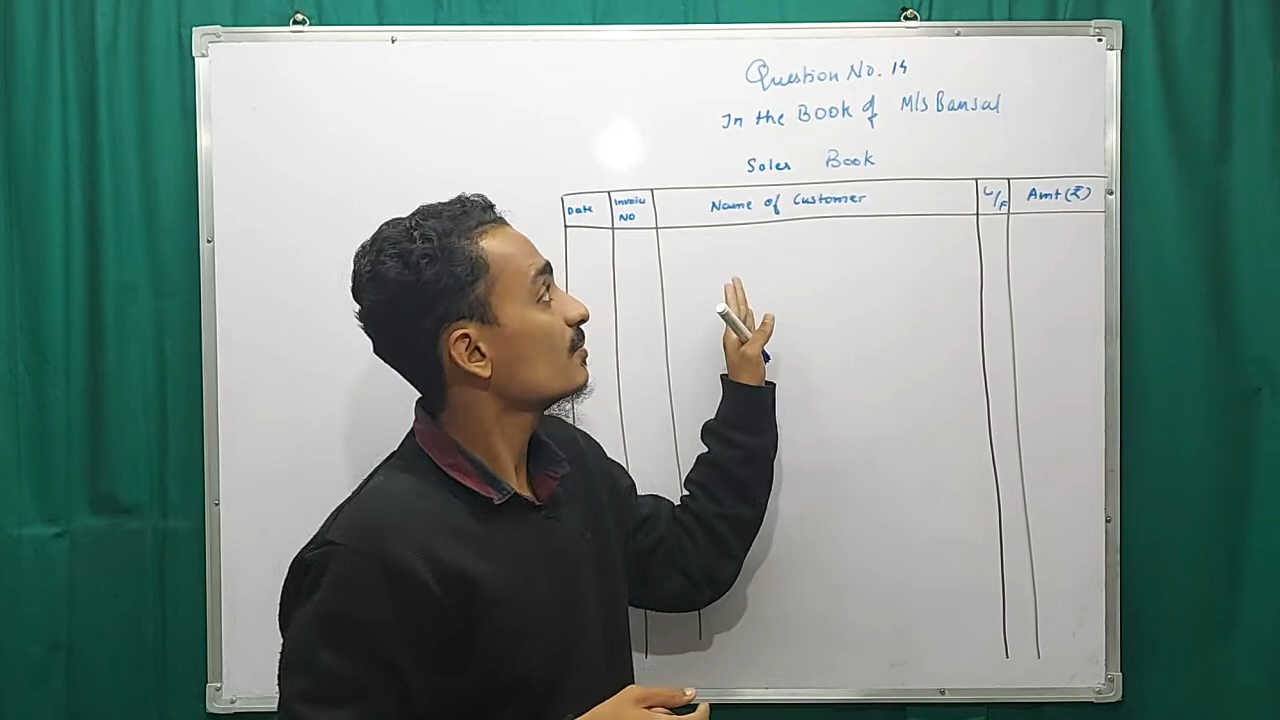 Question No. 14
In the Book of M/s Bansal
Sales Book
Date Invoice NO Name of Customer L/F Amt (₹)